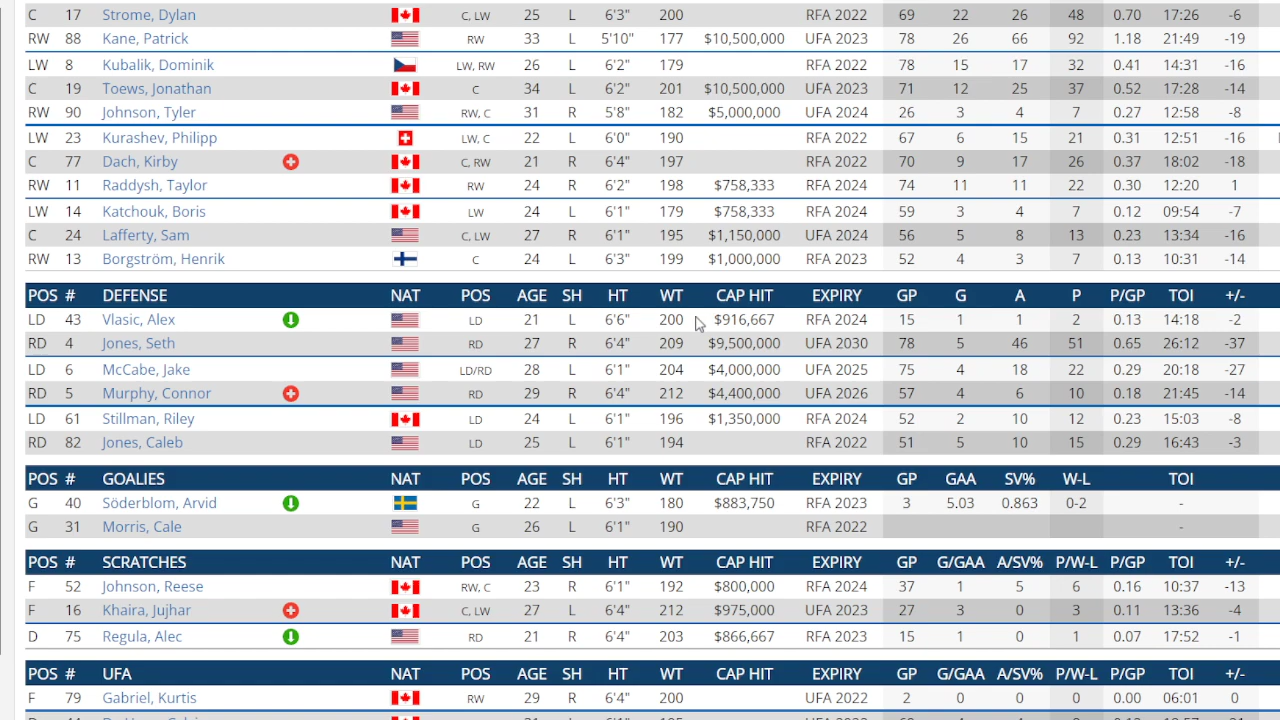 C 17 Strome, Dylan C, LW 25 L 6'3" 200 RFA 2022 69 22 26 48 0.70 17:26 -6
RW 88 Kane, Patrick RW 33 L 5'10" 177 $10,500,000 UFA 2023 78 26 66 92 1.18 -19
LW 8 Kubalik, Dominik LW, RW 26 L 6'2" 179 RFA 2022 78 15 17 32 0.41 14:31 -16
C 19 Toews, Jonathan C 34 L 6'2" 201 $10,500,000 UFA 2023 71 12 25 37 0.52 17:28 -14
RW 90 Johnson, Tyler RW, C 31 R 5'8" 182 $5,000,000 UFA 2024 26 3 4 7 0.27 -8
LW 23 Kurashev, Philipp LW, C 22 L 6'0" 190 RFA 2022 67 6 15 21 0.31 12:51 -16
C 77 Dach, Kirby C, RW 21 R 6'4" 197 RFA 2022 70 9 17 26 0.37 18:02 -18
RW 11 Raddysh, Taylor RW 24 R 6'2" 198 $758,333 RFA 2024 74 11 11 22 0.30 12:20 1
LW 14 Katchouk, Boris LW 24 L 6'1" 179 $758,333 RFA 2024 59 3 4 7 0.12 09:54 -7
C 24 Lafferty, Sam C, LW 27 R 6'1" 195 $1,150,000 UFA 2024 56 5 8 13 0.23 -16
RW 13 Borgström, Henrik C 24 L 6'3" $1,000,000 RFA 2023 52 4 3 7 0.13 10:31 -14
POS # DEFENSE NAT POS AGE SH HT WT CAP HIT EXPIRY GP G A P P/GP TOI +/-
LD 43 Vlasic, Alex LD 21 L 6'6" $916,667 RFA 2024 15 2 0.13 -2
RD 4 Jones, Seth RD 27 R 6'4" 209 $9,500,000 UFA 2030 78 5 46 51 0.65 26:12 -37
LD 6 McCabe, Jake LD/RD 28 L 6'1" $4,000,000 UFA 2025 75 4 18 22 0.29 20:18 -27
RD 5 Murphy, Connor RD 29 R 6'4" 212 $4,400,000 UFA 2026 57 4 6 10 0.18 21:45 -14
LD 61 Stillman, Riley LD 24 L 6'1" 196 $1,350,000 RFA 2024 52 2 10 12 0.23 15:03 -8
RD 82 Jones, Caleb LD 25 L 6'1" 194 RFA 2022 51 5 10 15 0.29 -3
POS # GOALIES NAT POS AGE SH HT WT CAP HIT EXPIRY GP GAA SV% W-L TOI
G 40 Söderblom, Arvid G 22 L 6'3" 180 $883,750 RFA 2023 3 5.03 0.863 0-2 -
G 31 Morris, Cale G 26 L 6'1" RFA 2022 -
POS # SCRATCHES NAT POS AGE SH HT WT CAP HIT EXPIRY GP G/GAA A/SV% P/W-L P/GP TOI +/-
F 52 Johnson, Reese RW, C 23 R 6'1" 192 $800,000 RFA 2024 37 1 5 6 0.16 10:37 -13
F 16 Khaira, Jujhar C, LW 27 L 6'4" 212 $975,000 UFA 2023 27 3 0 3 0.11 13:36 -4
D 75 Regula, Alec RD 21 R 6'4" $866,667 RFA 2023 15 1 0 1 0.07 17:52 -1
POS # UFA NAT POS AGE SH HT WT CAP HIT EXPIRY GP G/GAA A/SV% P/W-L P/GP TOI +/-
F 79 Gabriel, Kurtis RW 29 R 6'4" 200 UFA 2022 2 0 0 0 0.00 06:01 0